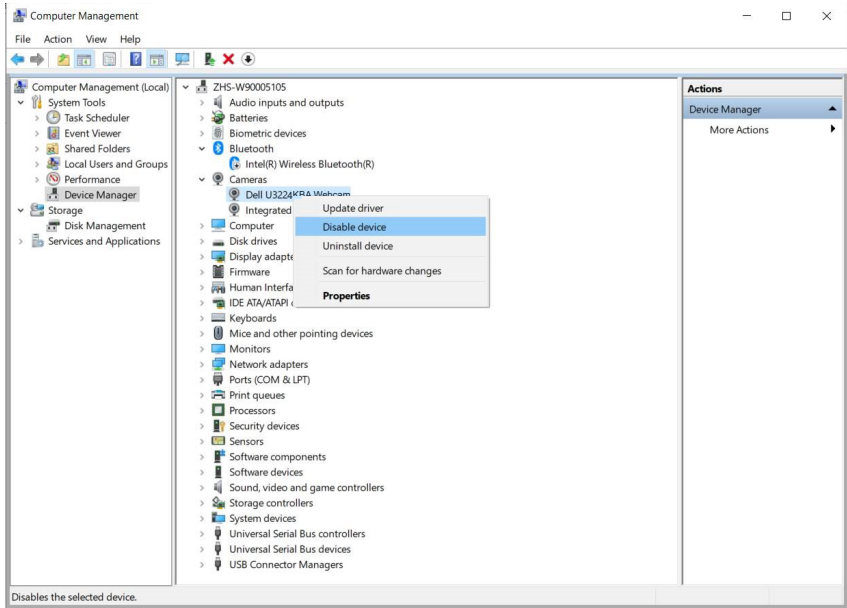 Computer Management
File Action View Help
Computer Management (Local)
System Tools
Task Scheduler
Event Viewer
Shared Folders
Local Users and Groups
Performance
Device Manager
Storage
Disk Management
Services and Applications
ZHS-W90005105
Audio inputs and outputs
Batteries
Biometric devices
Bluetooth
Intel(R) Wireless Bluetooth(R)
Cameras
Dell U3224KBA Webcam
Integrated
Computer
Disk drives
Display adapte
Firmware
Human Interfa
IDE ATA/ATAPI
Keyboards
Mice and other pointing devices
Monitors
Network adapters
Ports (COM & LPT)
Print queues
Processors
Security devices
Sensors
Software components
Software devices
Sound, video and game controllers
Storage controllers
System devices
Universal Serial Bus controllers
Universal Serial Bus devices
USB Connector Managers
Update driver
Disable device
Uninstall device
Scan for hardware changes
Properties
Actions
Device Manager
More Actions
Disables the selected device.